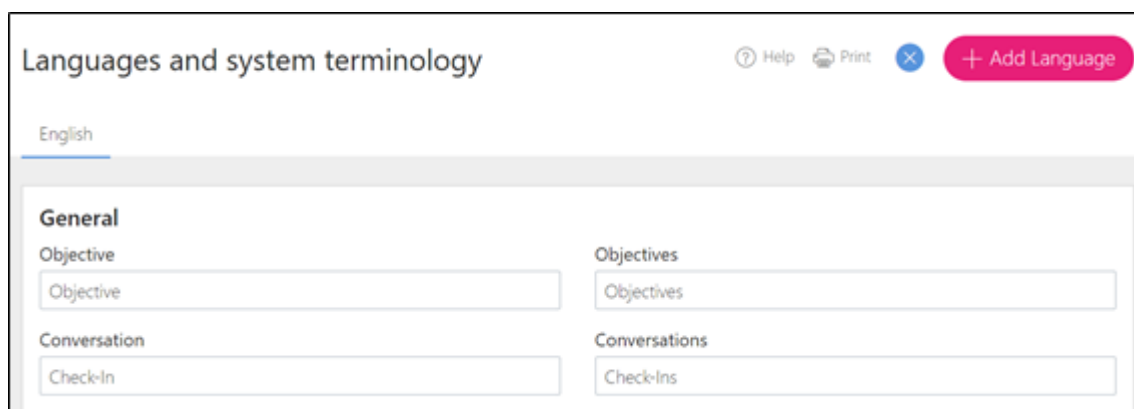 Languages and system terminology
Help Print + Add Language
English
General
Objective Objectives
Objective Objectives
Conversation Conversations
Check-In Check-Ins